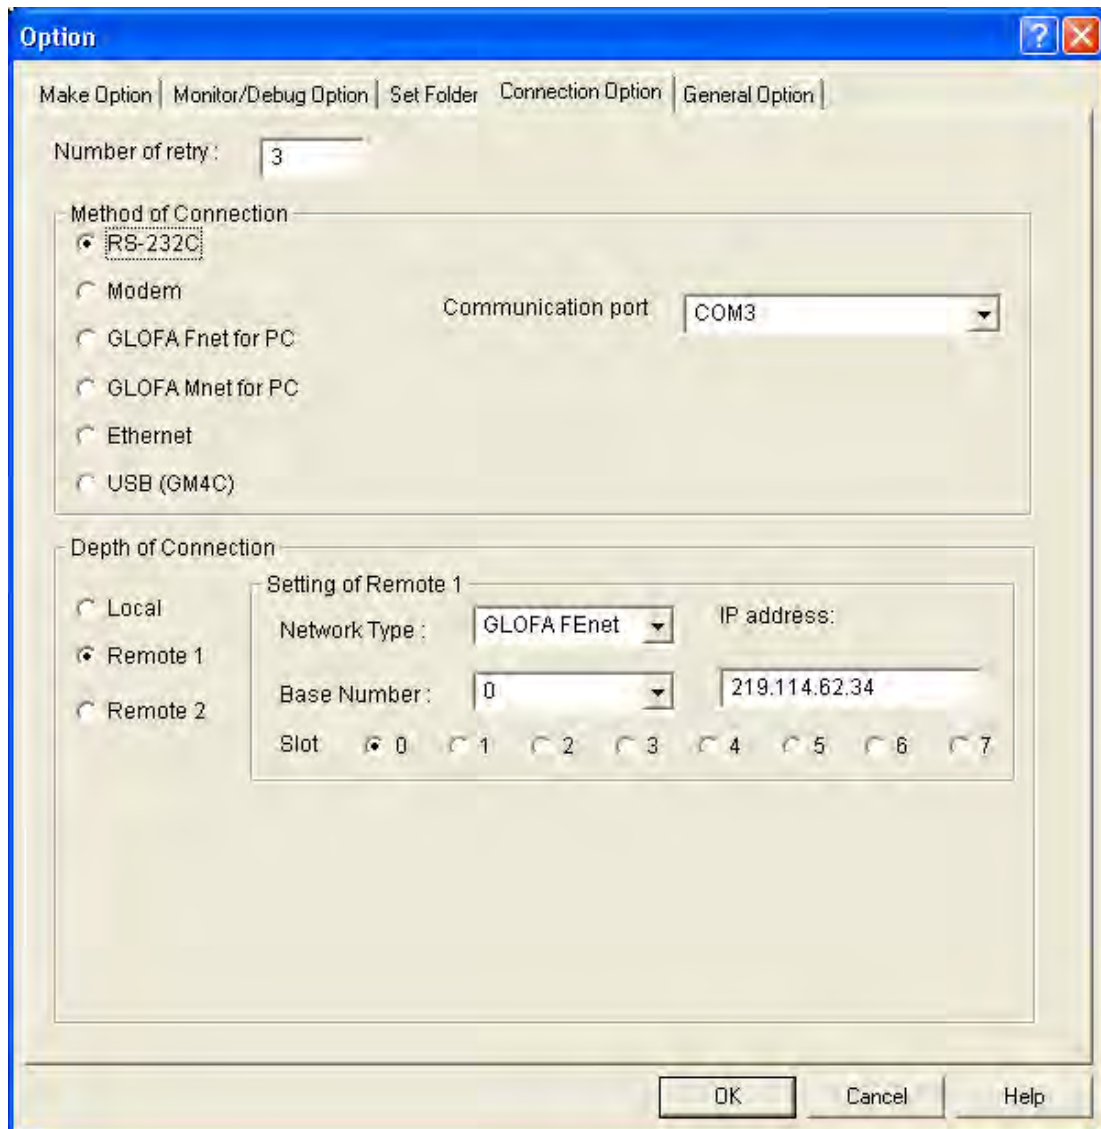 Option
Make Option Monitor/Debug Option Set Folder Connection Option General Option
Number of retry : 3
Method of Connection
RS-232C
Modem
Communication port COM3
GLOFA Fnet for PC
GLOFA Mnet for PC
Ethernet
USB (GM4C)
Depth of Connection
Local
Remote 1
Remote 2
Setting of Remote 1
Network Type : GLOFA FEnet IP address:
Base Number : 0 219.114.62.34
Slot 0 1 2 3 4 5 6 7
OK Cancel Help